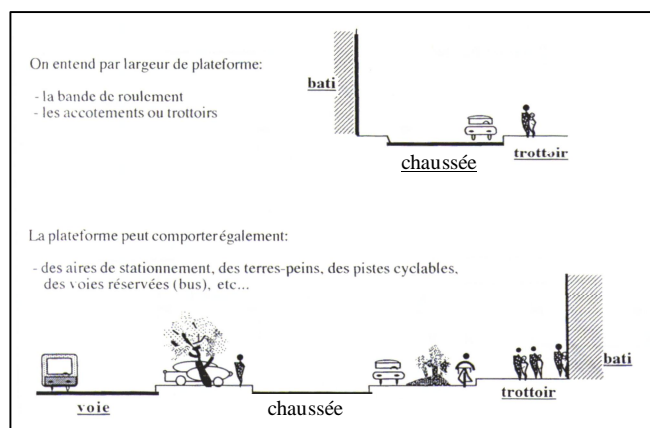 On entend par largeur de plateforme:
- la bande de roulement
- les accotements ou trottoirs
bati
chaussée
trottoir
La plateforme peut comporter également:
- des aires de stationnement, des terres-peins, des pistes cyclables,
des voies réservées (bus), etc...
bati
trottoir
voie
chaussée